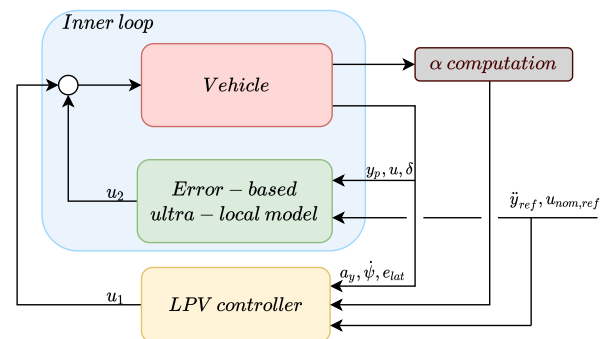 Inner loop
Vehicle
α computation
y_p, u, δ
Error − based
ultra − local model
u_2
ÿ_ref, u_nom,ref
a_y, ψ̇, e_lat
u_1
LPV controller